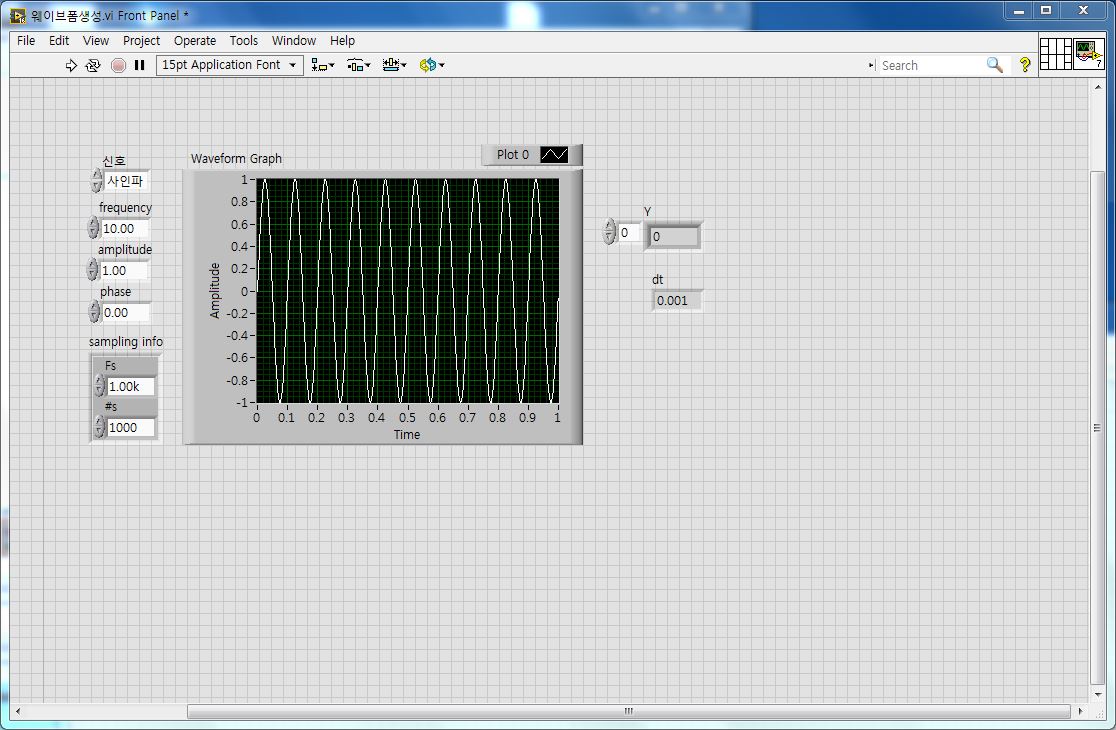 웨이브폼생성.vi Front Panel *
File Edit View Project Operate Tools Window Help
15pt Application Font
Search
?
7
신호
사인파
frequency
10.00
amplitude
1.00
phase
0.00
sampling info
Fs
1.00k
#s
1000
Waveform Graph
Plot 0
Amplitude
1
0.8
0.6
0.4
0.2
0
-0.2
-0.4
-0.6
-0.8
-1
0 0.1 0.2 0.3 0.4 0.5 0.6 0.7 0.8 0.9 1
Time
Y
0
0
dt
0.001